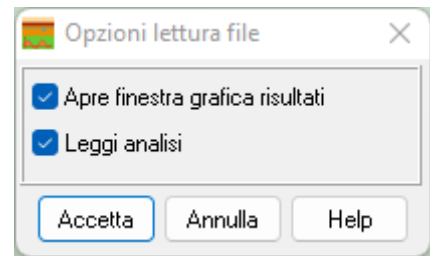 Opzioni lettura file
Apre finestra grafica risultati
Leggi analisi
Accetta Annulla Help